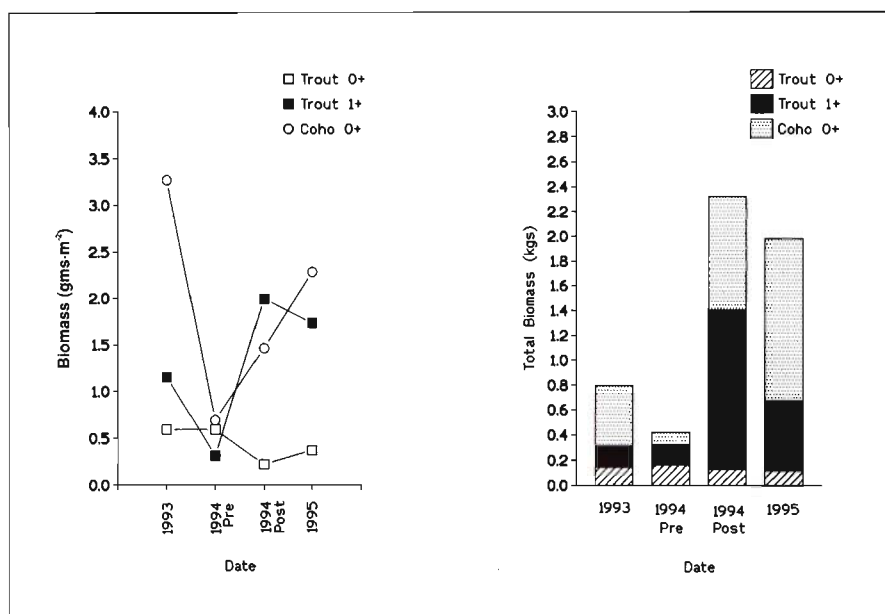 Trout 0+
Trout 1+
Coho 0+
4.0
3.5
3.0
2.5
2.0
1.5
1.0
0.5
0.0
Biomass (gms·m⁻²)
1993
1994 Pre
1994 Post
1995
Date
Trout 0+
Trout 1+
Coho 0+
3.0
2.8
2.6
2.4
2.2
2.0
1.8
1.6
1.4
1.2
1.0
0.8
0.6
0.4
0.2
0.0
Total Biomass (kgs)
1993
1994
Pre
1994
Post
1995
Date